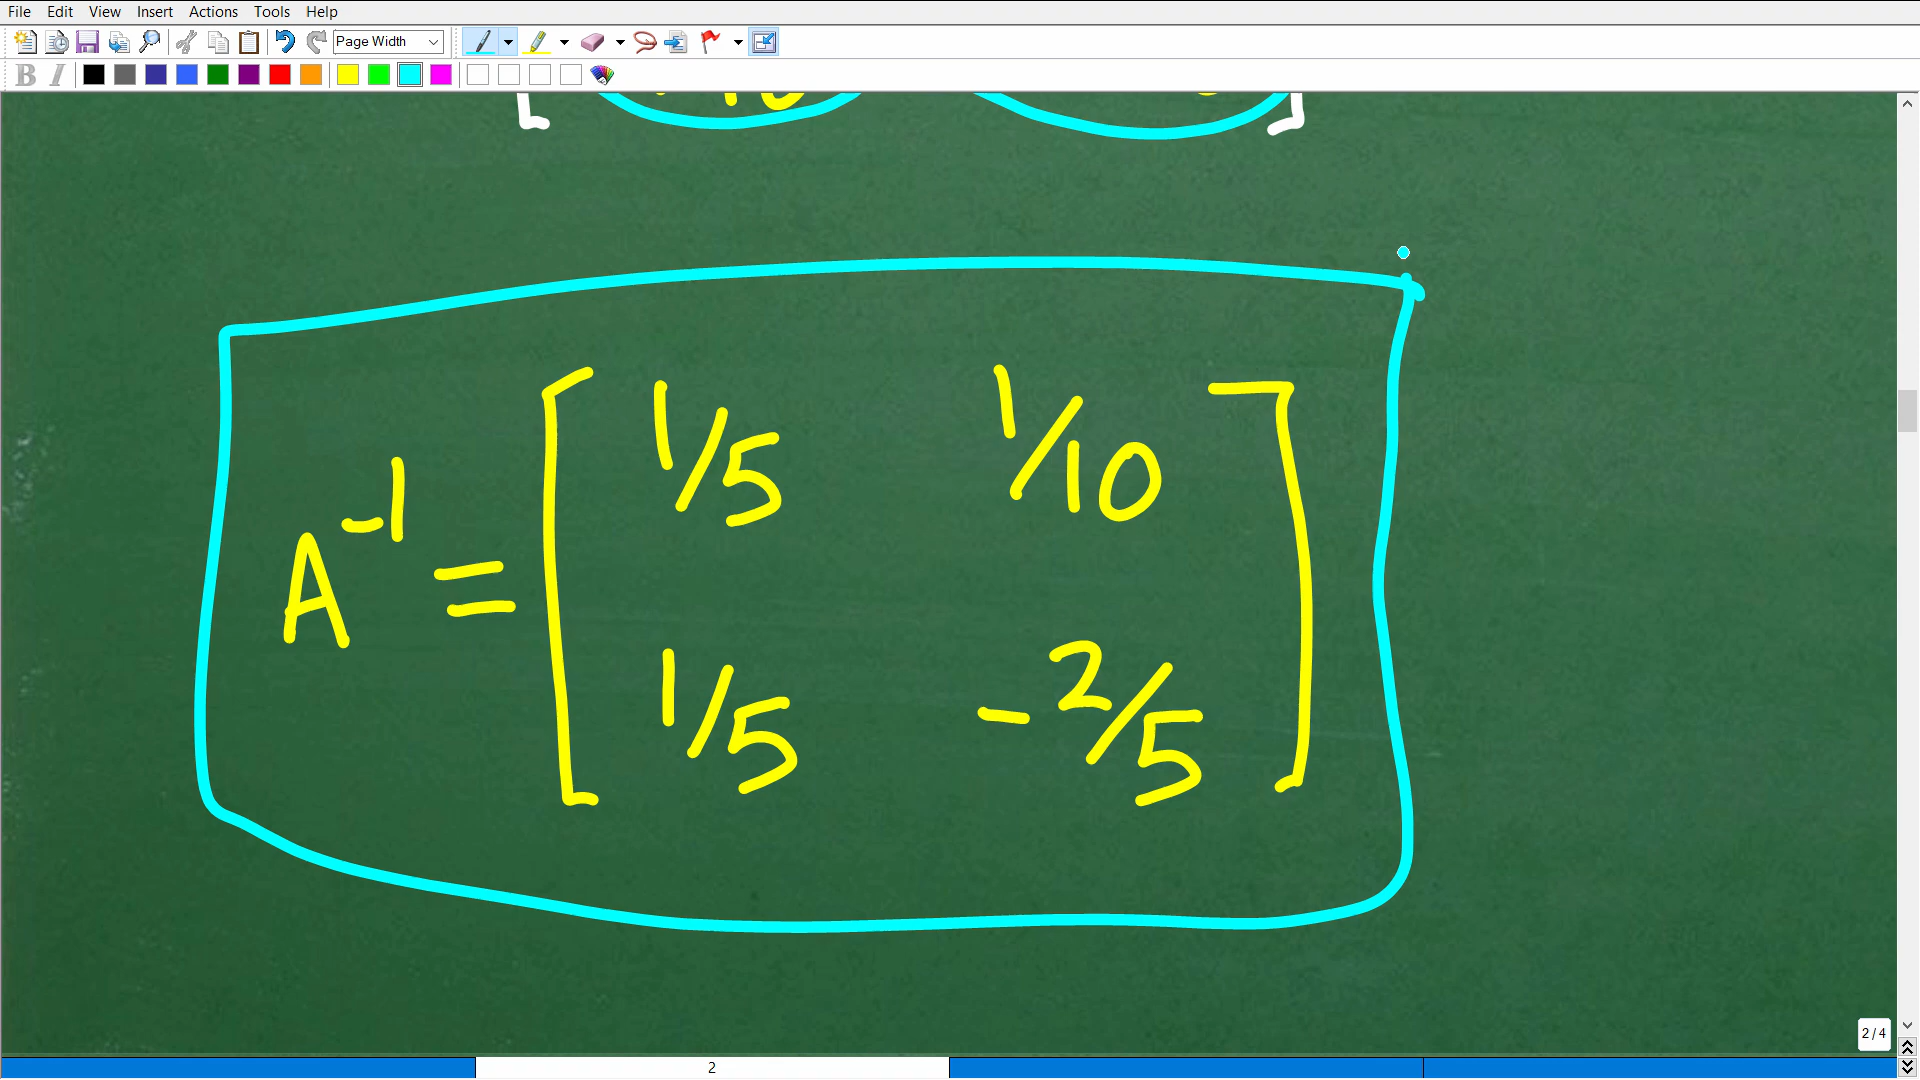 File Edit View Insert Actions Tools Help
Page Width
B I
A⁻¹ = [ 1/5 1/10
1/5 -2/5 ]
2 / 4
2